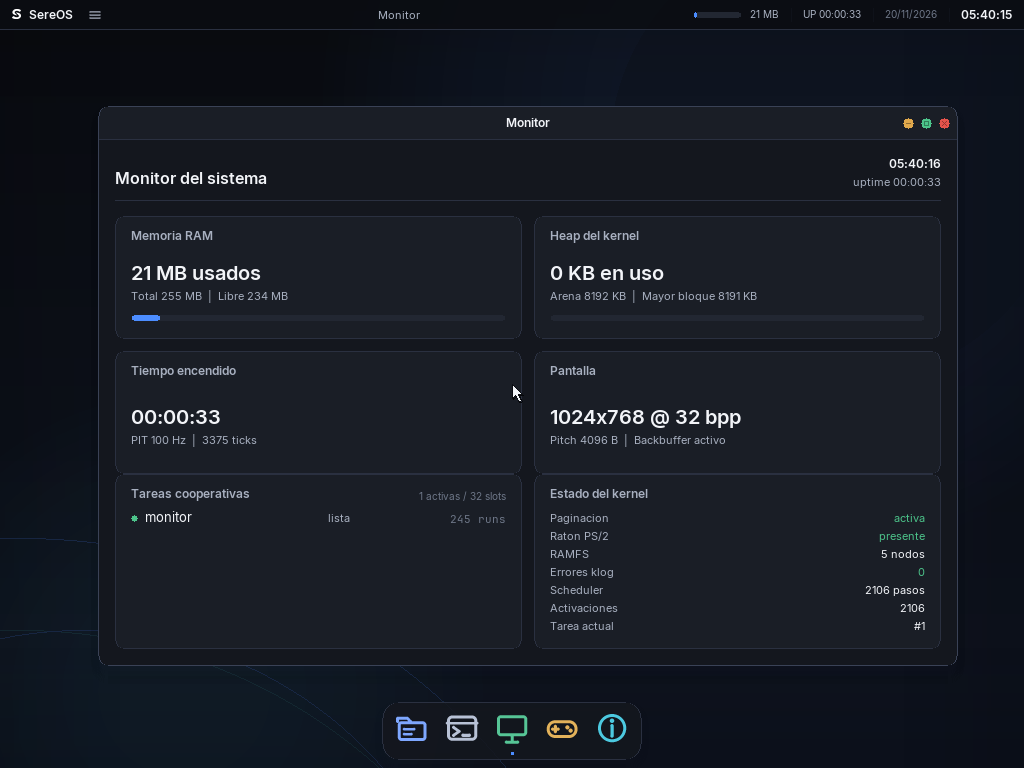 SereOS
Monitor
21 MB
UP 00:00:33
20/11/2026
05:40:15
Monitor
Monitor del sistema
05:40:16
uptime 00:00:33
Memoria RAM
21 MB usados
Total 255 MB | Libre 234 MB
Heap del kernel
0 KB en uso
Arena 8192 KB | Mayor bloque 8191 KB
Tiempo encendido
00:00:33
PIT 100 Hz | 3375 ticks
Pantalla
1024x768 @ 32 bpp
Pitch 4096 B | Backbuffer activo
Tareas cooperativas
1 activas / 32 slots
monitor lista 245 runs
Estado del kernel
Paginacion activa
Raton PS/2 presente
RAMFS 5 nodos
Errores klog 0
Scheduler 2106 pasos
Activaciones 2106
Tarea actual #1